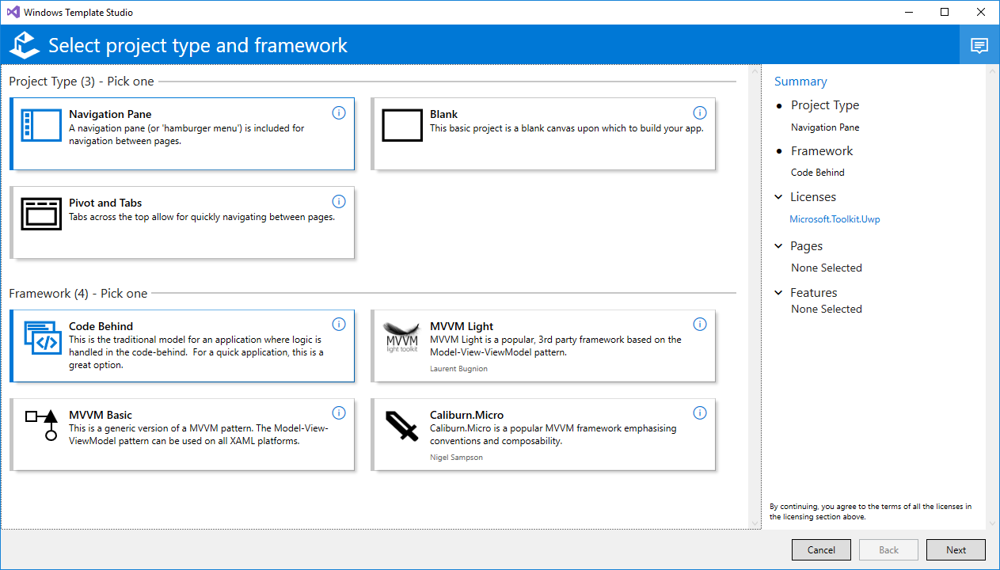 Windows Template Studio
Select project type and framework
Project Type (3) - Pick one
Navigation Pane
A navigation pane (or 'hamburger menu') is included for
navigation between pages.
Blank
This basic project is a blank canvas upon which to build your app.
Pivot and Tabs
Tabs across the top allow for quickly navigating between pages.
Framework (4) - Pick one
Code Behind
This is the traditional model for an application where logic is
handled in the code-behind.  For a quick application, this is a
great option.
MVVM
light toolkit
MVVM Light
MVVM Light is a popular, 3rd party framework based on the
Model-View-ViewModel pattern.
Laurent Bugnion
MVVM Basic
This is a generic version of a MVVM pattern. The Model-View-
ViewModel pattern can be used on all XAML platforms.
Caliburn.Micro
Caliburn.Micro is a popular MVVM framework emphasising
conventions and composability.
Nigel Sampson
Summary
Project Type
Navigation Pane
Framework
Code Behind
Licenses
Microsoft.Toolkit.Uwp
Pages
None Selected
Features
None Selected
By continuing, you agree to the terms of all the licenses in
the licensing section above.
Cancel
Back
Next